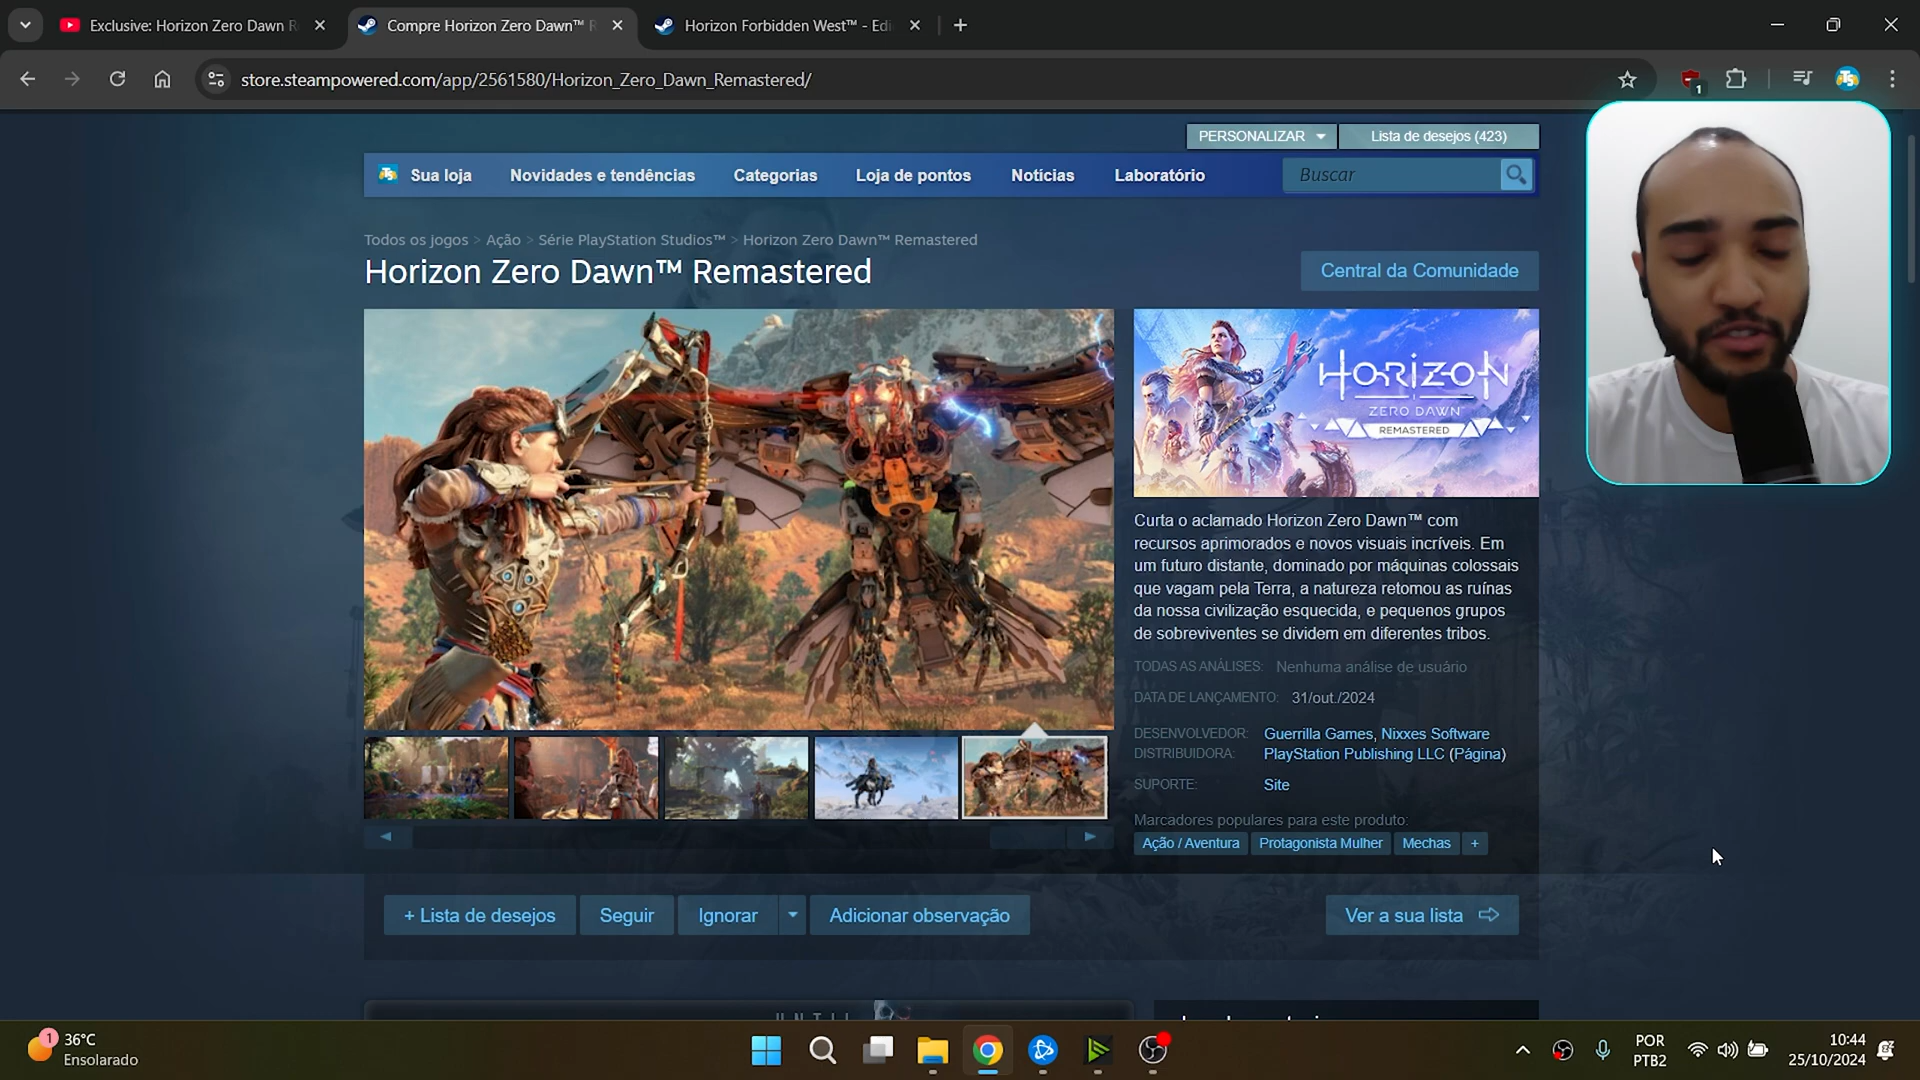 Exclusive: Horizon Zero Dawn R
Compre Horizon Zero Dawn™ R
Horizon Forbidden West™ - Edi
store.steampowered.com/app/2561580/Horizon_Zero_Dawn_Remastered/
1
PERSONALIZAR
Lista de desejos (423)
Sua loja
Novidades e tendências
Categorias
Loja de pontos
Notícias
Laboratório
Buscar
Todos os jogos > Ação > Série PlayStation Studios™ > Horizon Zero Dawn™ Remastered
Horizon Zero Dawn™ Remastered
Central da Comunidade
HORIZON
ZERO DAWN
REMASTERED
Curta o aclamado Horizon Zero Dawn™ com
recursos aprimorados e novos visuais incríveis. Em
um futuro distante, dominado por máquinas colossais
que vagam pela Terra, a natureza retomou as ruínas
da nossa civilização esquecida, e pequenos grupos
de sobreviventes se dividem em diferentes tribos.
TODAS AS ANÁLISES: Nenhuma análise de usuário
DATA DE LANÇAMENTO: 31/out./2024
DESENVOLVEDOR: Guerrilla Games, Nixxes Software
DISTRIBUIDORA: PlayStation Publishing LLC (Página)
SUPORTE: Site
Marcadores populares para este produto:
Ação / Aventura
Protagonista Mulher
Mechas
+
+ Lista de desejos
Seguir
Ignorar
Adicionar observação
Ver a sua lista
UNTIL
1
36°C
Ensolarado
POR
PTB2
10:44
25/10/2024